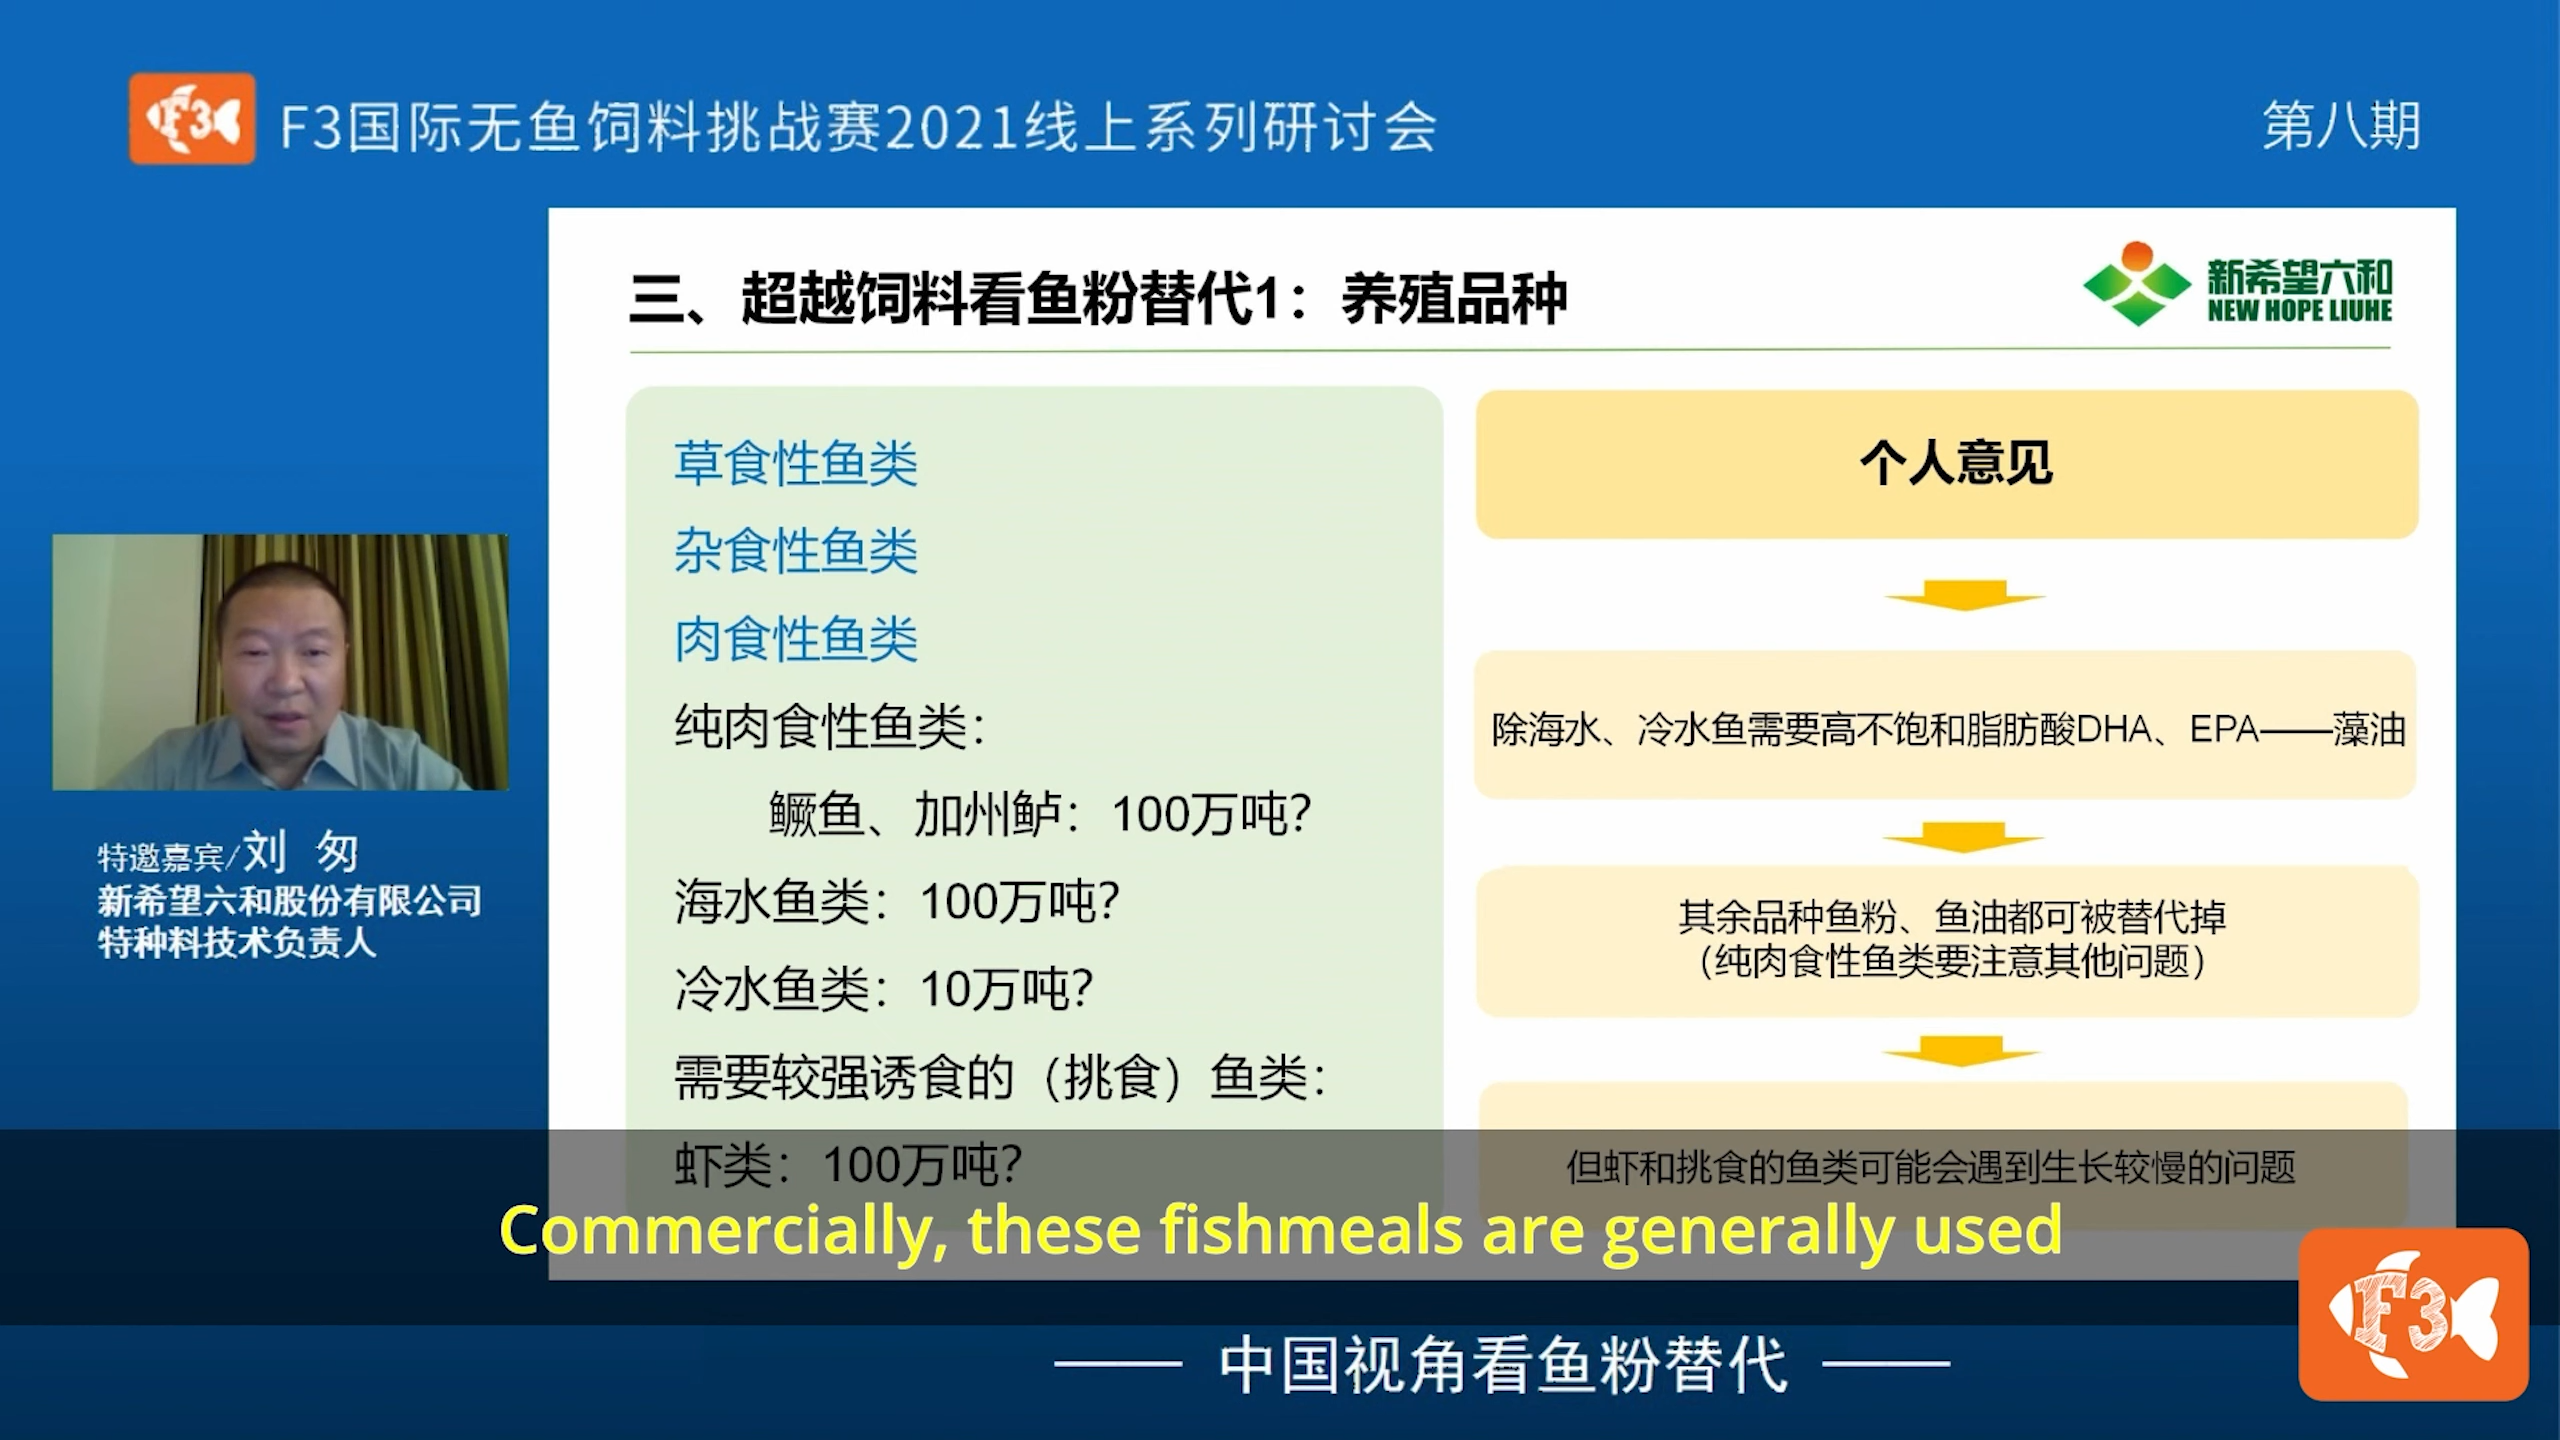 F3
F3国际无鱼饲料挑战赛2021线上系列研讨会
第八期
三、超越饲料看鱼粉替代1：养殖品种
新希望六和
NEW HOPE LIUHE
草食性鱼类
杂食性鱼类
肉食性鱼类
纯肉食性鱼类：
鳜鱼、加州鲈：100万吨？
海水鱼类：100万吨？
冷水鱼类：10万吨？
需要较强诱食的（挑食）鱼类：
虾类：100万吨？
个人意见
除海水、冷水鱼需要高不饱和脂肪酸DHA、EPA——藻油
其余品种鱼粉、鱼油都可被替代掉
（纯肉食性鱼类要注意其他问题）
但虾和挑食的鱼类可能会遇到生长较慢的问题
特邀嘉宾/刘 匆
新希望六和股份有限公司
特种料技术负责人
Commercially, these fishmeals are generally used
中国视角看鱼粉替代
F3